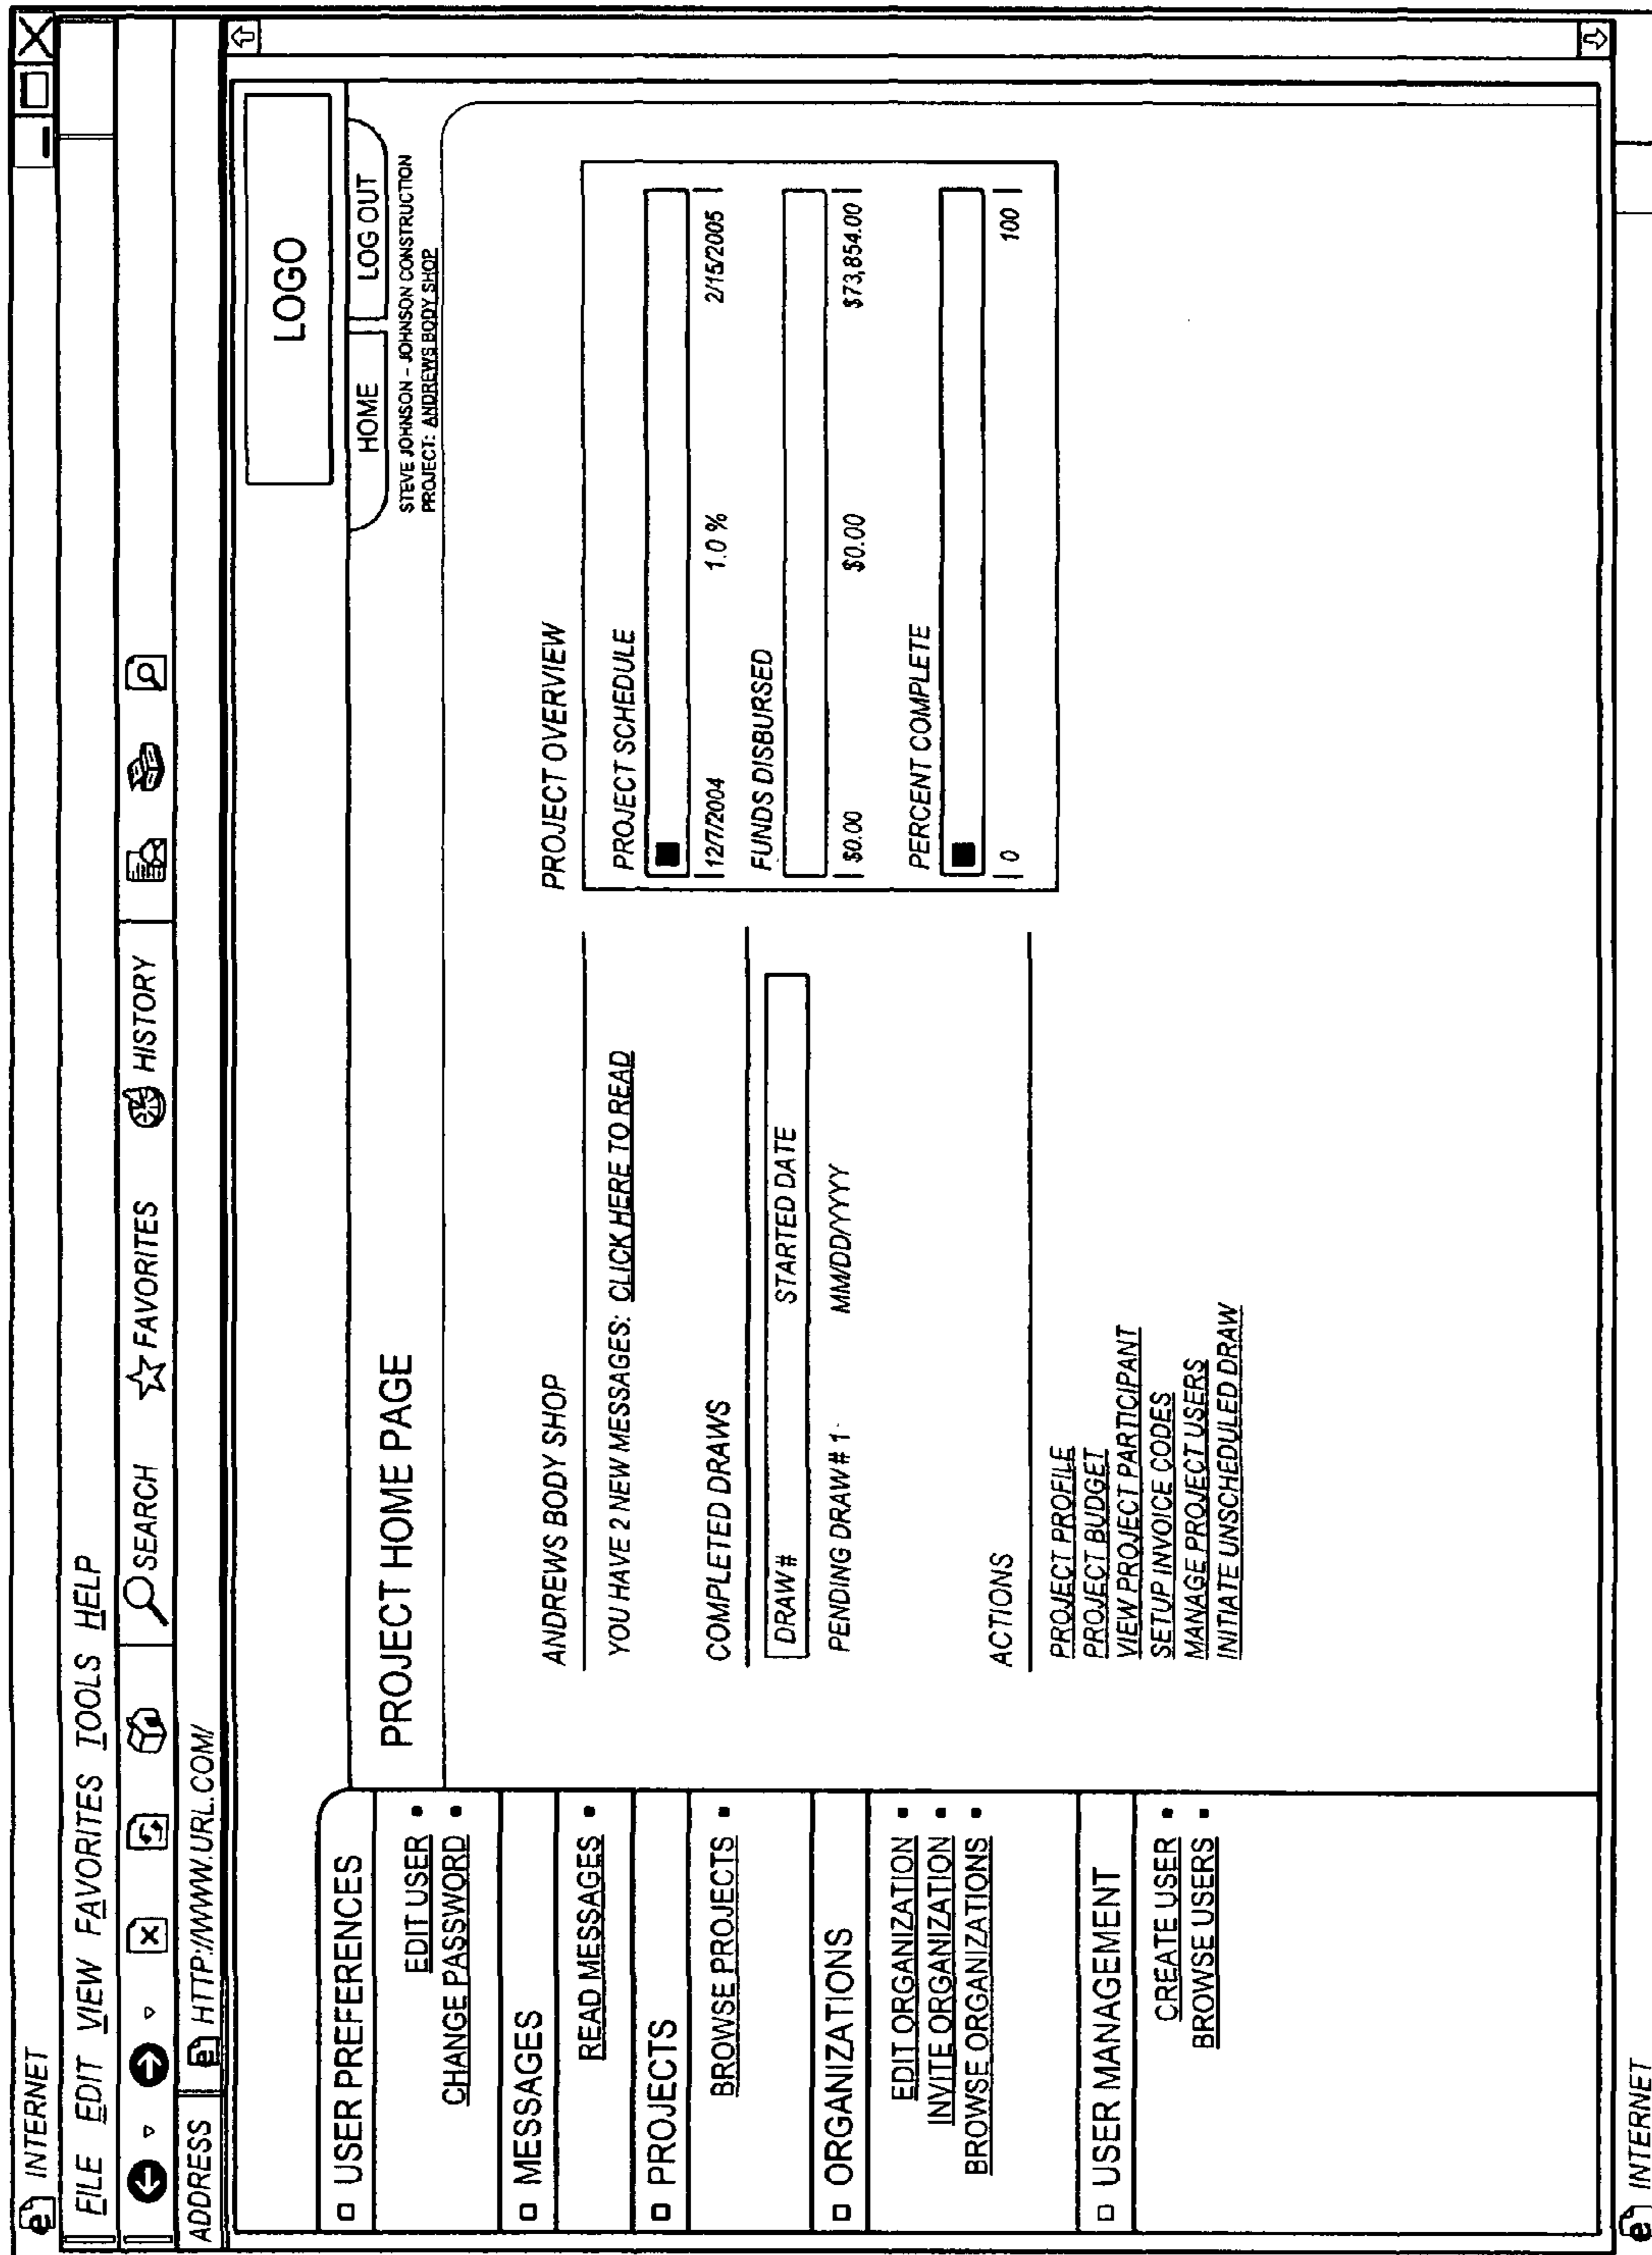 INTERNET
FILE EDIT VIEW FAVORITES TOOLS HELP
SEARCH FAVORITES HISTORY
ADDRESS HTTP://WWW.URL.COM/
LOGO
HOME LOG OUT
STEVE JOHNSON - JOHNSON CONSTRUCTION
PROJECT: ANDREWS BODY SHOP
USER PREFERENCES
EDIT USER
CHANGE PASSWORD
MESSAGES
READ MESSAGES
PROJECTS
BROWSE PROJECTS
ORGANIZATIONS
EDIT ORGANIZATION
INVITE ORGANIZATION
BROWSE ORGANIZATIONS
USER MANAGEMENT
CREATE USER
BROWSE USERS
PROJECT HOME PAGE
ANDREWS BODY SHOP
YOU HAVE 2 NEW MESSAGES: CLICK HERE TO READ
COMPLETED DRAWS
DRAW # STARTED DATE
PENDING DRAW # 1 MM/DD/YYYY
ACTIONS
PROJECT PROFILE
PROJECT BUDGET
VIEW PROJECT PARTICIPANT
SETUP INVOICE CODES
MANAGE PROJECT USERS
INITIATE UNSCHEDULED DRAW
PROJECT OVERVIEW
PROJECT SCHEDULE
12/7/2004 1.0 % 2/15/2005
FUNDS DISBURSED
$0.00 $0.00 $73,854.00
PERCENT COMPLETE
0 100
INTERNET